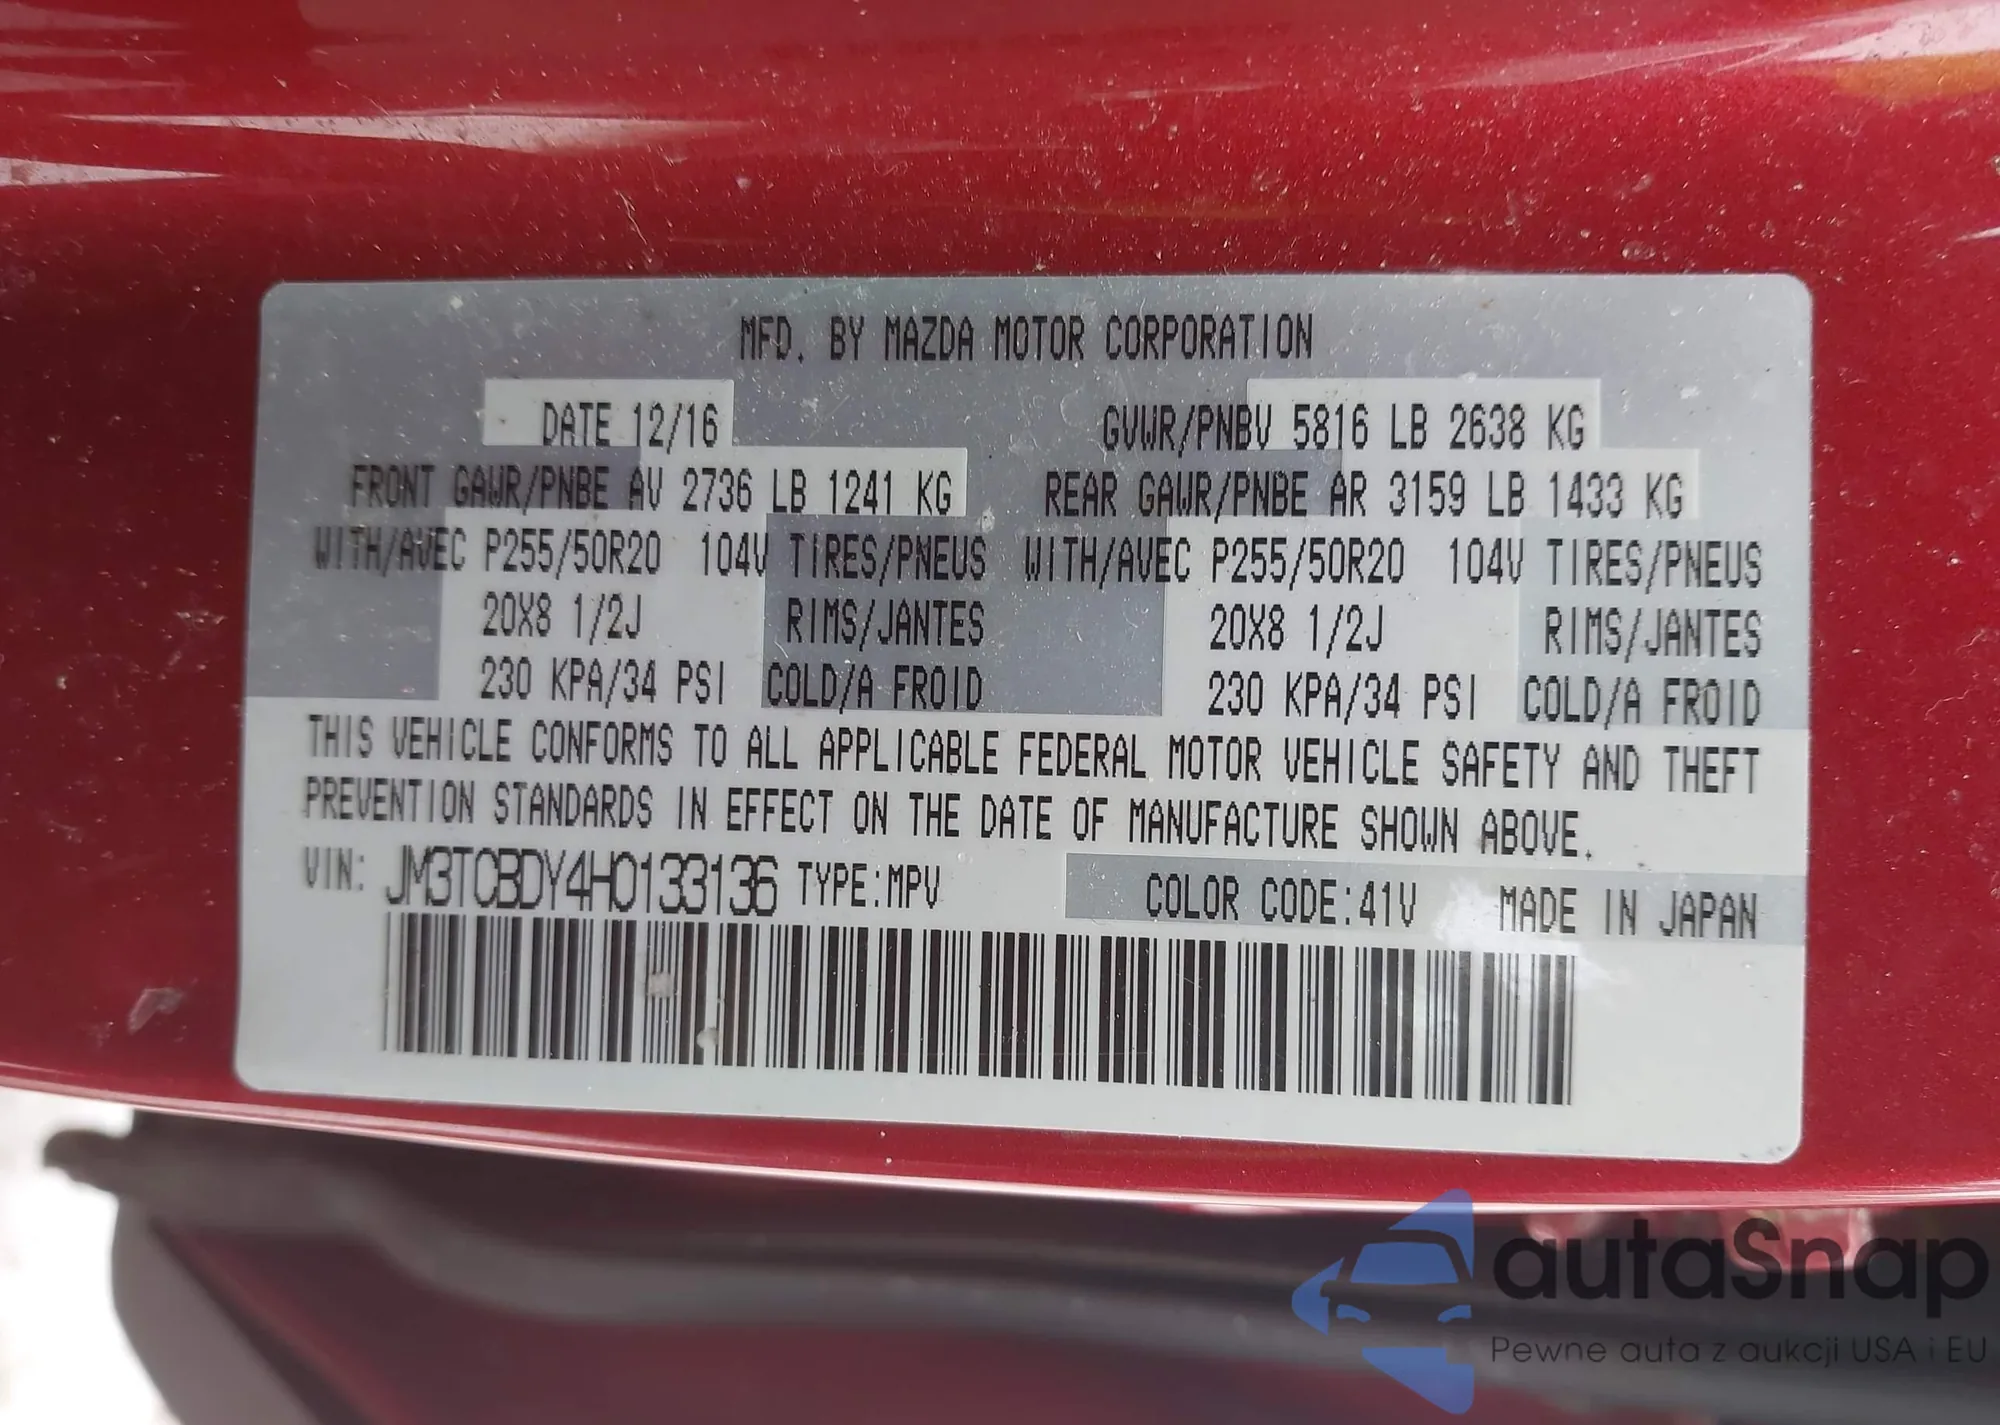 MFD. BY MAZDA MOTOR CORPORATION
DATE 12/16 GVWR/PNBV 5816 LB 2638 KG
FRONT GAWR/PNBE AV 2736 LB 1241 KG REAR GAWR/PNBE AR 3159 LB 1433 KG
WITH/AVEC P255/50R20 104V TIRES/PNEUS WITH/AVEC P255/50R20 104V TIRES/PNEUS
20X8 1/2J RIMS/JANTES 20X8 1/2J RIMS/JANTES
230 KPA/34 PSI COLD/A FROID 230 KPA/34 PSI COLD/A FROID
THIS VEHICLE CONFORMS TO ALL APPLICABLE FEDERAL MOTOR VEHICLE SAFETY AND THEFT
PREVENTION STANDARDS IN EFFECT ON THE DATE OF MANUFACTURE SHOWN ABOVE.
VIN: JM3TCBDY4H0133136 TYPE:MPV COLOR CODE:41V MADE IN JAPAN
autaSnap
Pewne auta z aukcji USA i EU